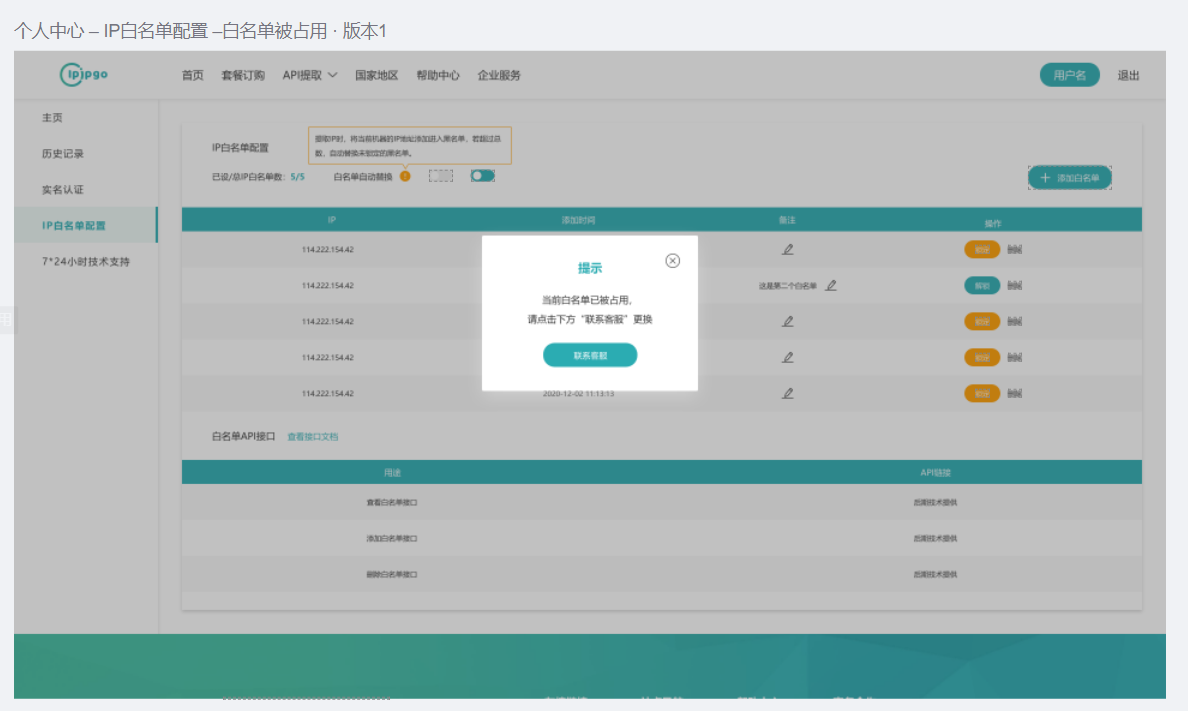 个人中心 – IP白名单配置 –白名单被占用 · 版本1
ipipgo 首页 套餐订购 API提取 国家地区 帮助中心 企业服务 用户名 退出
主页
历史记录
实名认证
IP白名单配置
7*24小时技术支持
提取IP时，将当前机器的IP地址添加进入黑名单，若超过总
数，自动替换未锁定的黑名单。
IP白名单配置
已设/总IP白名单数：5/5 白名单自动替换 !
＋ 添加白名单
IP 添加时间 备注 操作
114.222.154.42 锁定 删除
114.222.154.42 这是第二个白名单 解锁 删除
114.222.154.42 锁定 删除
114.222.154.42 锁定 删除
114.222.154.42 2020-12-02 11:13:13 锁定 删除
提示
当前白名单已被占用，
请点击下方“联系客服”更换
联系客服
白名单API接口 查看接口文档
用途 API链接
查看白名单接口 后期技术提供
添加白名单接口 后期技术提供
删除白名单接口 后期技术提供